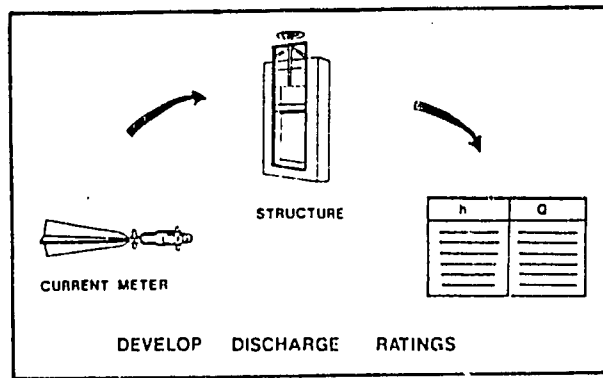 STRUCTURE
CURRENT METER
h Q
DEVELOP DISCHARGE RATINGS